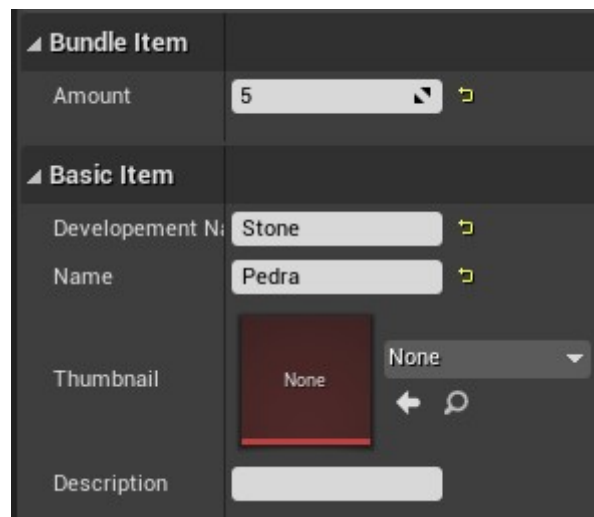 Bundle Item
Amount 5
Basic Item
Developement Na Stone
Name Pedra
None
Thumbnail None
Description